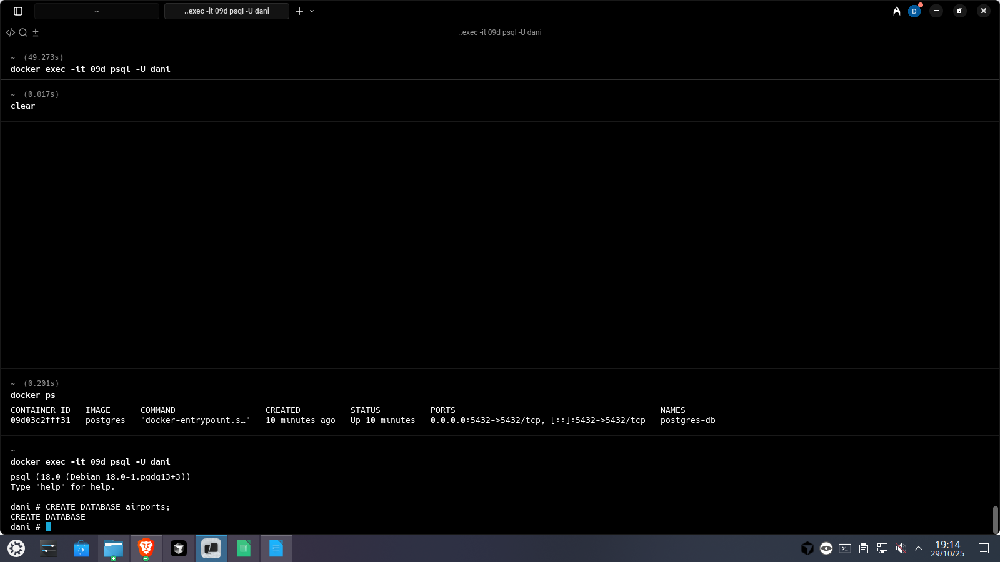 ~
..exec -it 09d psql -U dani
D
..exec -it 09d psql -U dani
~ (49.273s)
docker exec -it 09d psql -U dani
~ (0.017s)
clear
~ (0.201s)
docker ps
CONTAINER ID IMAGE COMMAND CREATED STATUS PORTS NAMES
09d03c2fff31 postgres "docker-entrypoint.s…" 10 minutes ago Up 10 minutes 0.0.0.0:5432->5432/tcp, [::]:5432->5432/tcp postgres-db
~
docker exec -it 09d psql -U dani
psql (18.0 (Debian 18.0-1.pgdg13+3))
Type "help" for help.
dani=# CREATE DATABASE airports;
CREATE DATABASE
dani=#
19:14
29/10/25